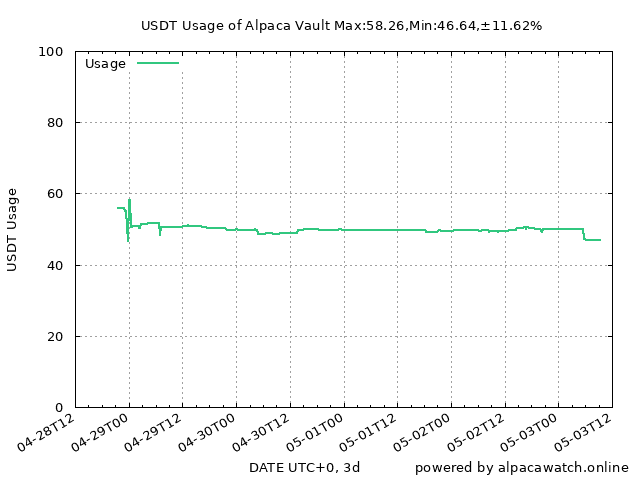 USDT Usage of Alpaca Vault Max:58.26,Min:46.64,±11.62%
Usage
100
80
60
40
20
0
USDT Usage
04-28T12
04-29T00
04-29T12
04-30T00
04-30T12
05-01T00
05-01T12
05-02T00
05-02T12
05-03T00
05-03T12
DATE UTC+0, 3d
powered by alpacawatch.online